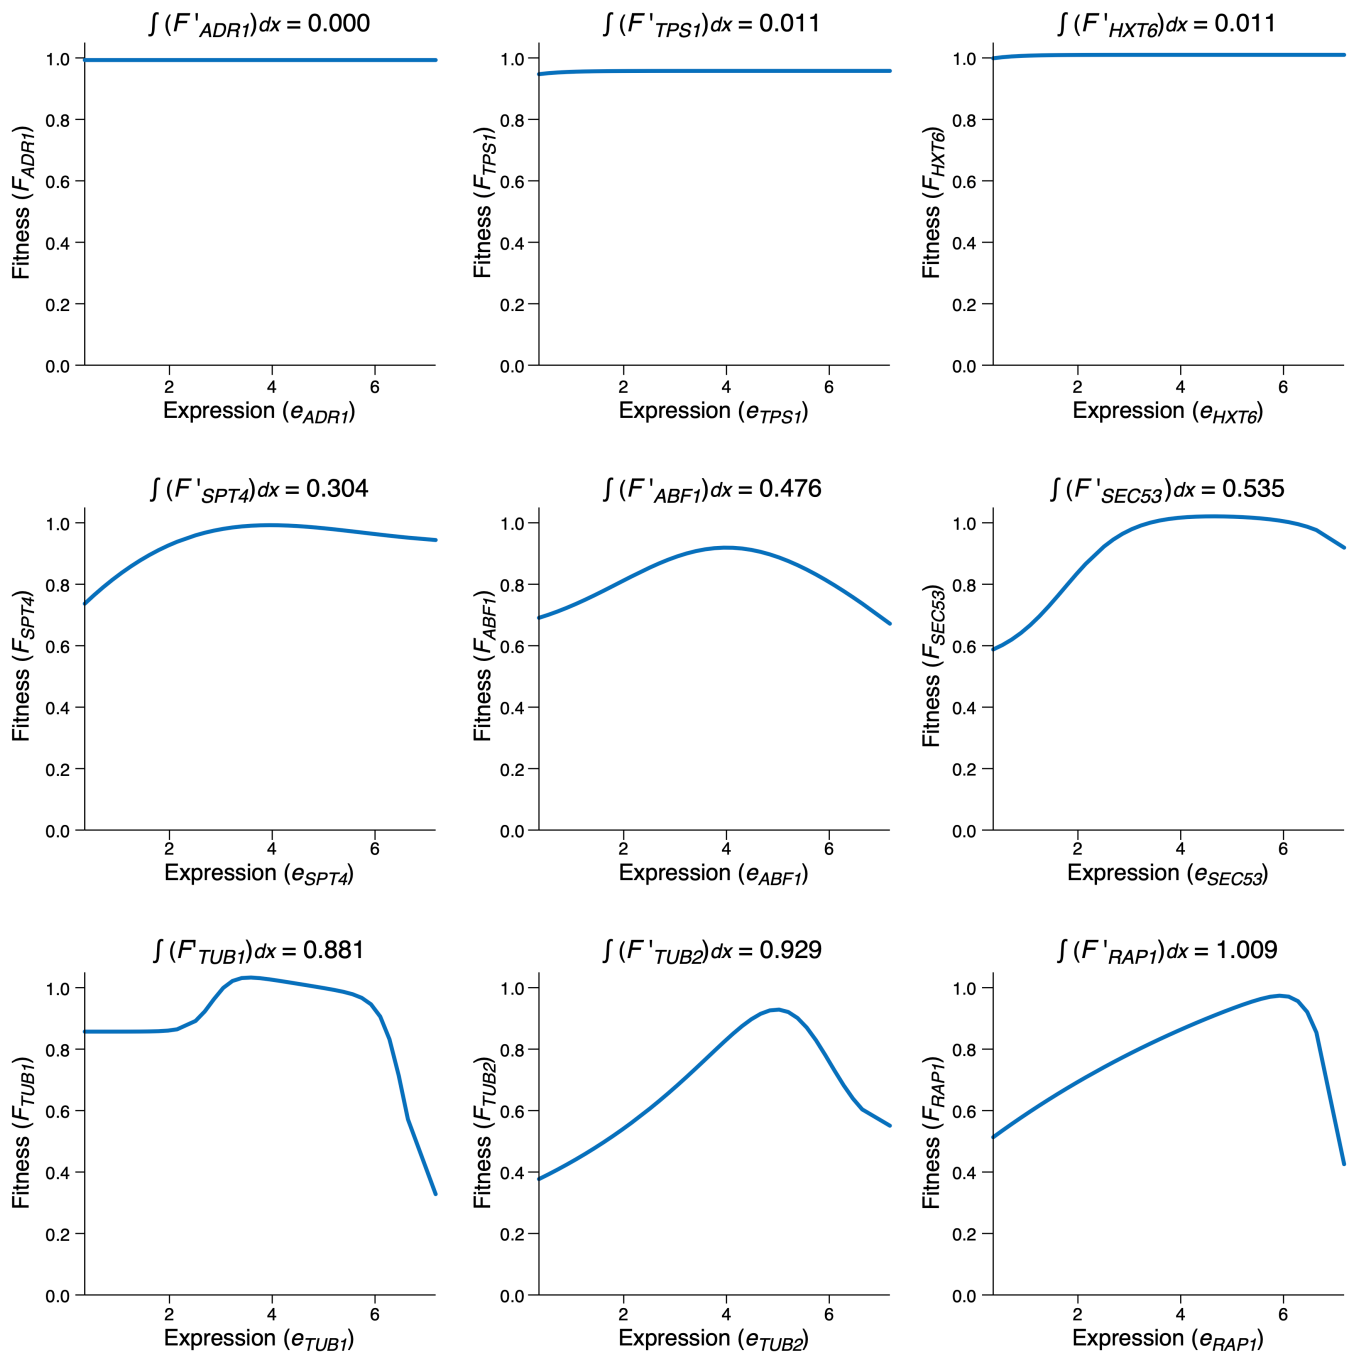 ∫(F'ADR1)dx = 0.000
∫(F'TPS1)dx = 0.011
∫(F'HXT6)dx = 0.011
Fitness (FADR1)
1.0
0.8
0.6
0.4
0.2
0.0
2 4 6
Expression (eADR1)
Fitness (FTPS1)
1.0
0.8
0.6
0.4
0.2
0.0
2 4 6
Expression (eTPS1)
Fitness (FHXT6)
1.0
0.8
0.6
0.4
0.2
0.0
2 4 6
Expression (eHXT6)
∫(F'SPT4)dx = 0.304
∫(F'ABF1)dx = 0.476
∫(F'SEC53)dx = 0.535
Fitness (FSPT4)
1.0
0.8
0.6
0.4
0.2
0.0
2 4 6
Expression (eSPT4)
Fitness (FABF1)
1.0
0.8
0.6
0.4
0.2
0.0
2 4 6
Expression (eABF1)
Fitness (FSEC53)
1.0
0.8
0.6
0.4
0.2
0.0
2 4 6
Expression (eSEC53)
∫(F'TUB1)dx = 0.881
∫(F'TUB2)dx = 0.929
∫(F'RAP1)dx = 1.009
Fitness (FTUB1)
1.0
0.8
0.6
0.4
0.2
0.0
2 4 6
Expression (eTUB1)
Fitness (FTUB2)
1.0
0.8
0.6
0.4
0.2
0.0
2 4 6
Expression (eTUB2)
Fitness (FRAP1)
1.0
0.8
0.6
0.4
0.2
0.0
2 4 6
Expression (eRAP1)